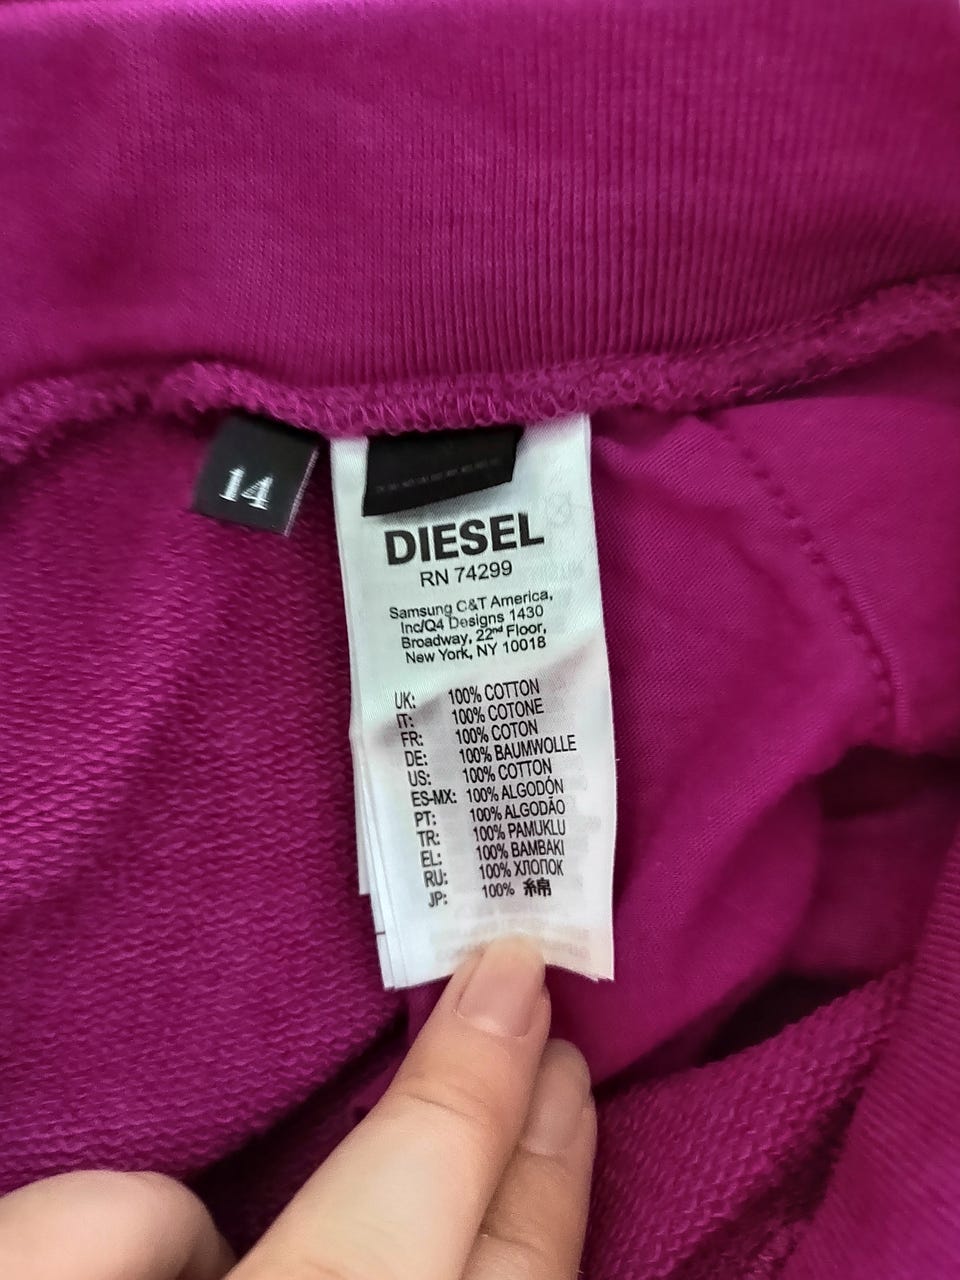 14
DIESEL
RN 74299
Samsung C&T America,
Inc/Q4 Designs 1430
Broadway, 22nd Floor,
New York, NY 10018
UK: 100% COTTON
IT: 100% COTONE
FR: 100% COTON
DE: 100% BAUMWOLLE
US: 100% COTTON
ES-MX: 100% ALGODÓN
PT: 100% ALGODÃO
TR: 100% PAMUKLU
EL: 100% BAMBAKI
RU: 100% ХЛОПОК
JP: 100% 綿